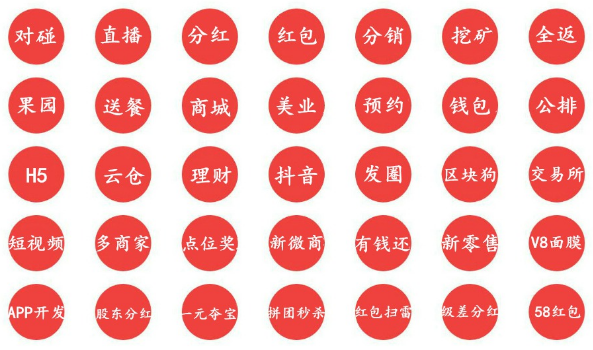 对碰 直播 分红 红包 分销 挖矿 全返
果园 送餐 商城 美业 预约 钱包 公排
H5 云仓 理财 抖音 发圈 区块狗 交易所
短视频 多商家 点位奖 新微商 有钱还 新零售 V8面膜
APP开发 股东分红 一元夺宝 拼团秒杀 红包扫雷 级差分红 58红包